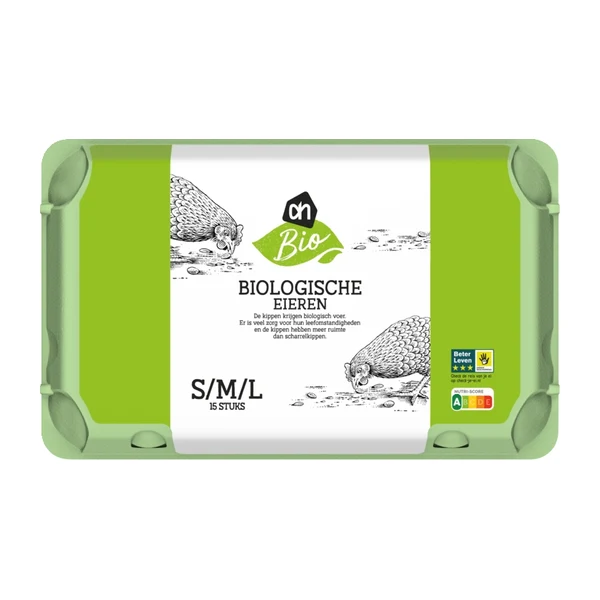 ah
Bio
BIOLOGISCHE
EIEREN
De kippen krijgen biologisch voer.
Er is veel zorg voor hun leefomstandigheden
en de kippen hebben meer ruimte
dan scharrelkippen.
S/M/L
15 STUKS
Beter
Leven
NUTRI-SCORE
A B C D E